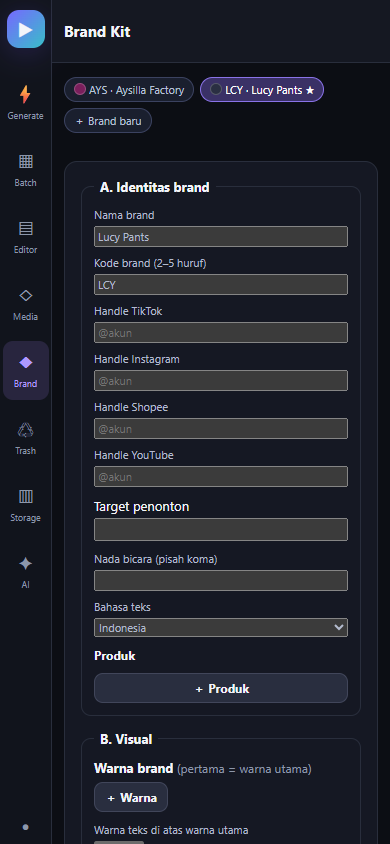 Brand Kit
AYS · Aysilla Factory
LCY · Lucy Pants ★
+ Brand baru
Generate
Batch
Editor
Media
Brand
Trash
Storage
AI
A. Identitas brand
Nama brand
Lucy Pants
Kode brand (2–5 huruf)
LCY
Handle TikTok
@akun
Handle Instagram
@akun
Handle Shopee
@akun
Handle YouTube
@akun
Target penonton
Nada bicara (pisah koma)
Bahasa teks
Indonesia
Produk
+ Produk
B. Visual
Warna brand (pertama = warna utama)
+ Warna
Warna teks di atas warna utama